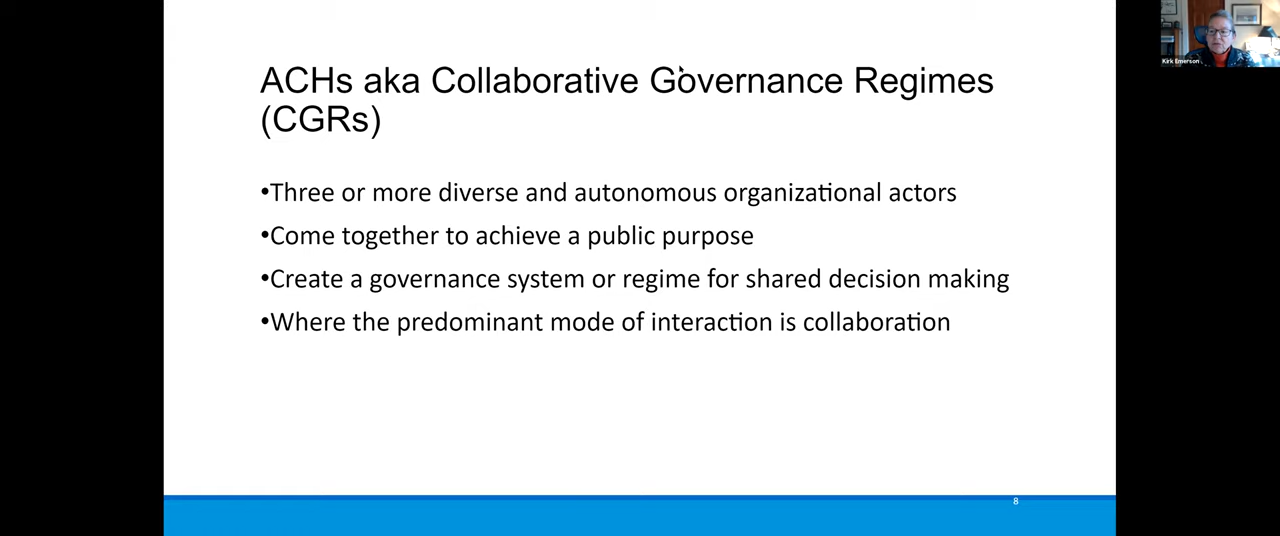 ACHs aka Collaborative Governance Regimes
(CGRs)
•Three or more diverse and autonomous organizational actors
•Come together to achieve a public purpose
•Create a governance system or regime for shared decision making
•Where the predominant mode of interaction is collaboration
8
Kirk Emerson